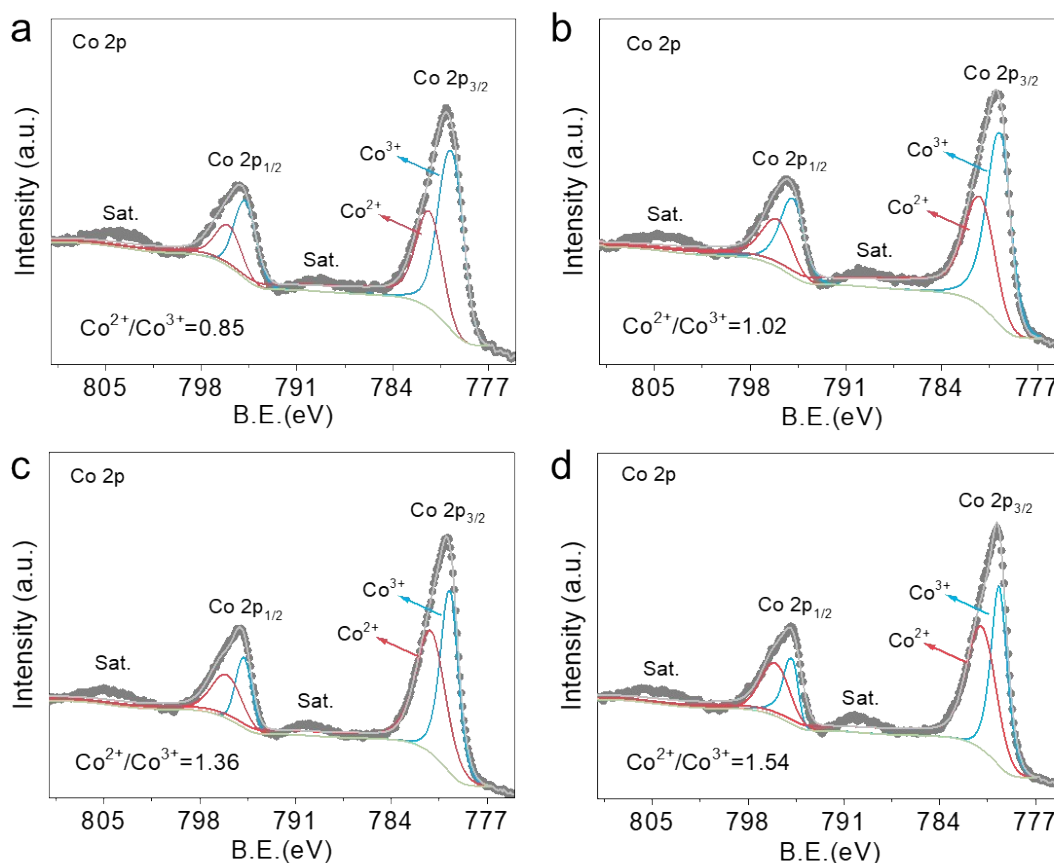 a
Co 2p
Co 2p3/2
Co3+
Co 2p1/2
Co2+
Sat.
Sat.
Co2+/Co3+=0.85
Intensity (a.u.)
805 798 791 784 777
B.E.(eV)
b
Co 2p
Co 2p3/2
Co3+
Co 2p1/2
Co2+
Sat.
Sat.
Co2+/Co3+=1.02
Intensity (a.u.)
805 798 791 784 777
B.E.(eV)
c
Co 2p
Co 2p3/2
Co3+
Co 2p1/2
Co2+
Sat.
Sat.
Co2+/Co3+=1.36
Intensity (a.u.)
805 798 791 784 777
B.E.(eV)
d
Co 2p
Co 2p3/2
Co3+
Co 2p1/2
Co2+
Sat.
Sat.
Co2+/Co3+=1.54
Intensity (a.u.)
805 798 791 784 777
B.E.(eV)